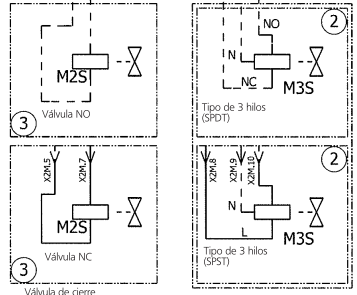 2
NO
N
NC
M2S
M3S
Válvula NO
Tipo de 3 hilos
(SPDT)
3
2
X2M.5
X2M.7
X2M.8
X2M.9
X2M.10
M2S
N
L
M3S
Válvula NC
Tipo de 3 hilos
(SPST)
3
Válvula de cierre